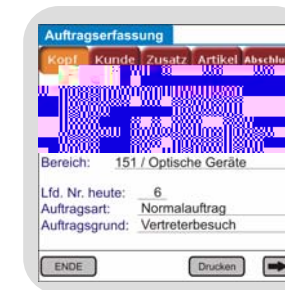 Auftragserfassung
Kopf Kunde Zusatz Artikel Abschlu
Bereich: 151 / Optische Geräte
Lfd. Nr. heute: 6
Auftragsart: Normalauftrag
Auftragsgrund: Vertreterbesuch
ENDE Drucken